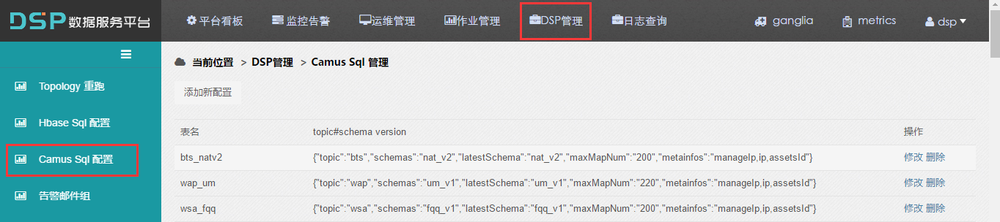 DSP 数据服务平台
平台看板 监控告警 运维管理 作业管理 DSP管理 日志查询 ganglia metrics dsp
当前位置 > DSP管理 > Camus Sql 管理
添加新配置
Topology 重跑
Hbase Sql 配置
Camus Sql 配置
告警邮件组
表名 topic#schema version 操作
bts_natv2 {"topic":"bts","schemas":"nat_v2","latestSchema":"nat_v2","maxMapNum":"200","metainfos":"manageIp,ip,assetsId"} 修改 删除
wap_um {"topic":"wap","schemas":"um_v1","latestSchema":"um_v1","maxMapNum":"220","metainfos":"manageIp,ip,assetsId"} 修改 删除
wsa_fqq {"topic":"wsa","schemas":"fqq_v1","latestSchema":"fqq_v1","maxMapNum":"200","metainfos":"manageIp,ip,assetsId"} 修改 删除